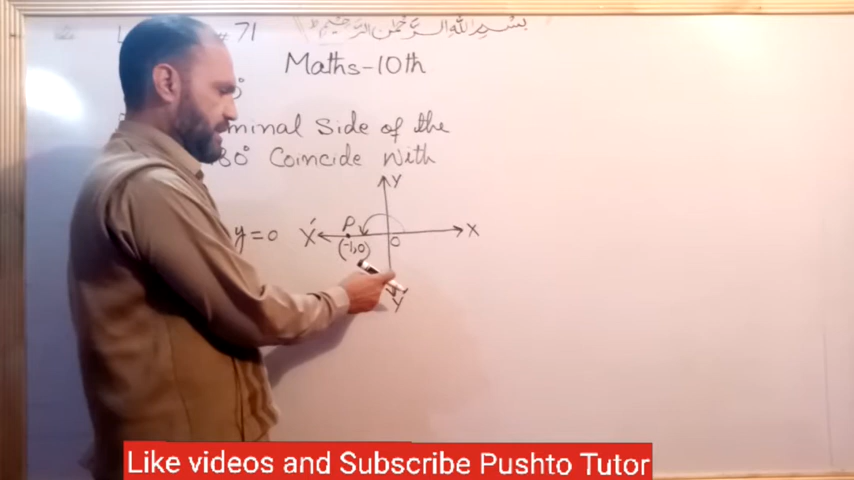 #71
بسم الله الرحمن الرحيم
Maths-10th
minal Side of the
80° Coincide With
Y
P
y=0 X' X
(-1,0) O
Y'
Like videos and Subscribe Pushto Tutor